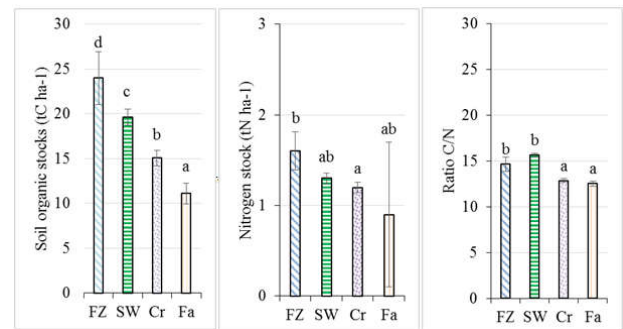 Soil organic stocks (tC ha-1)
30
25
20
15
10
5
0
d
c
b
a
FZ SW Cr Fa
Nitrogen stock (tN ha-1)
3
2
1
0
b
ab
a
ab
FZ SW Cr Fa
Ratio C/N
30
25
20
15
10
5
0
b
b
a
a
FZ SW Cr Fa